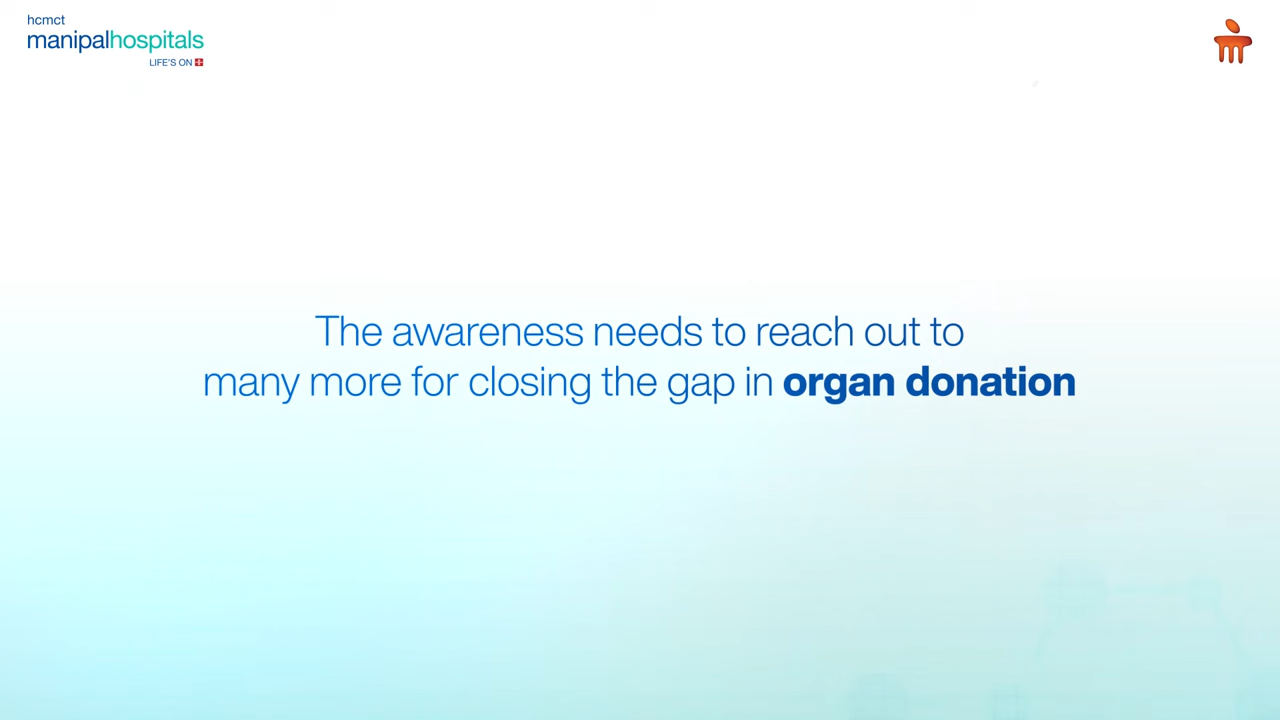 hcmct
manipalhospitals
LIFE'S ON
The awareness needs to reach out to
many more for closing the gap in organ donation